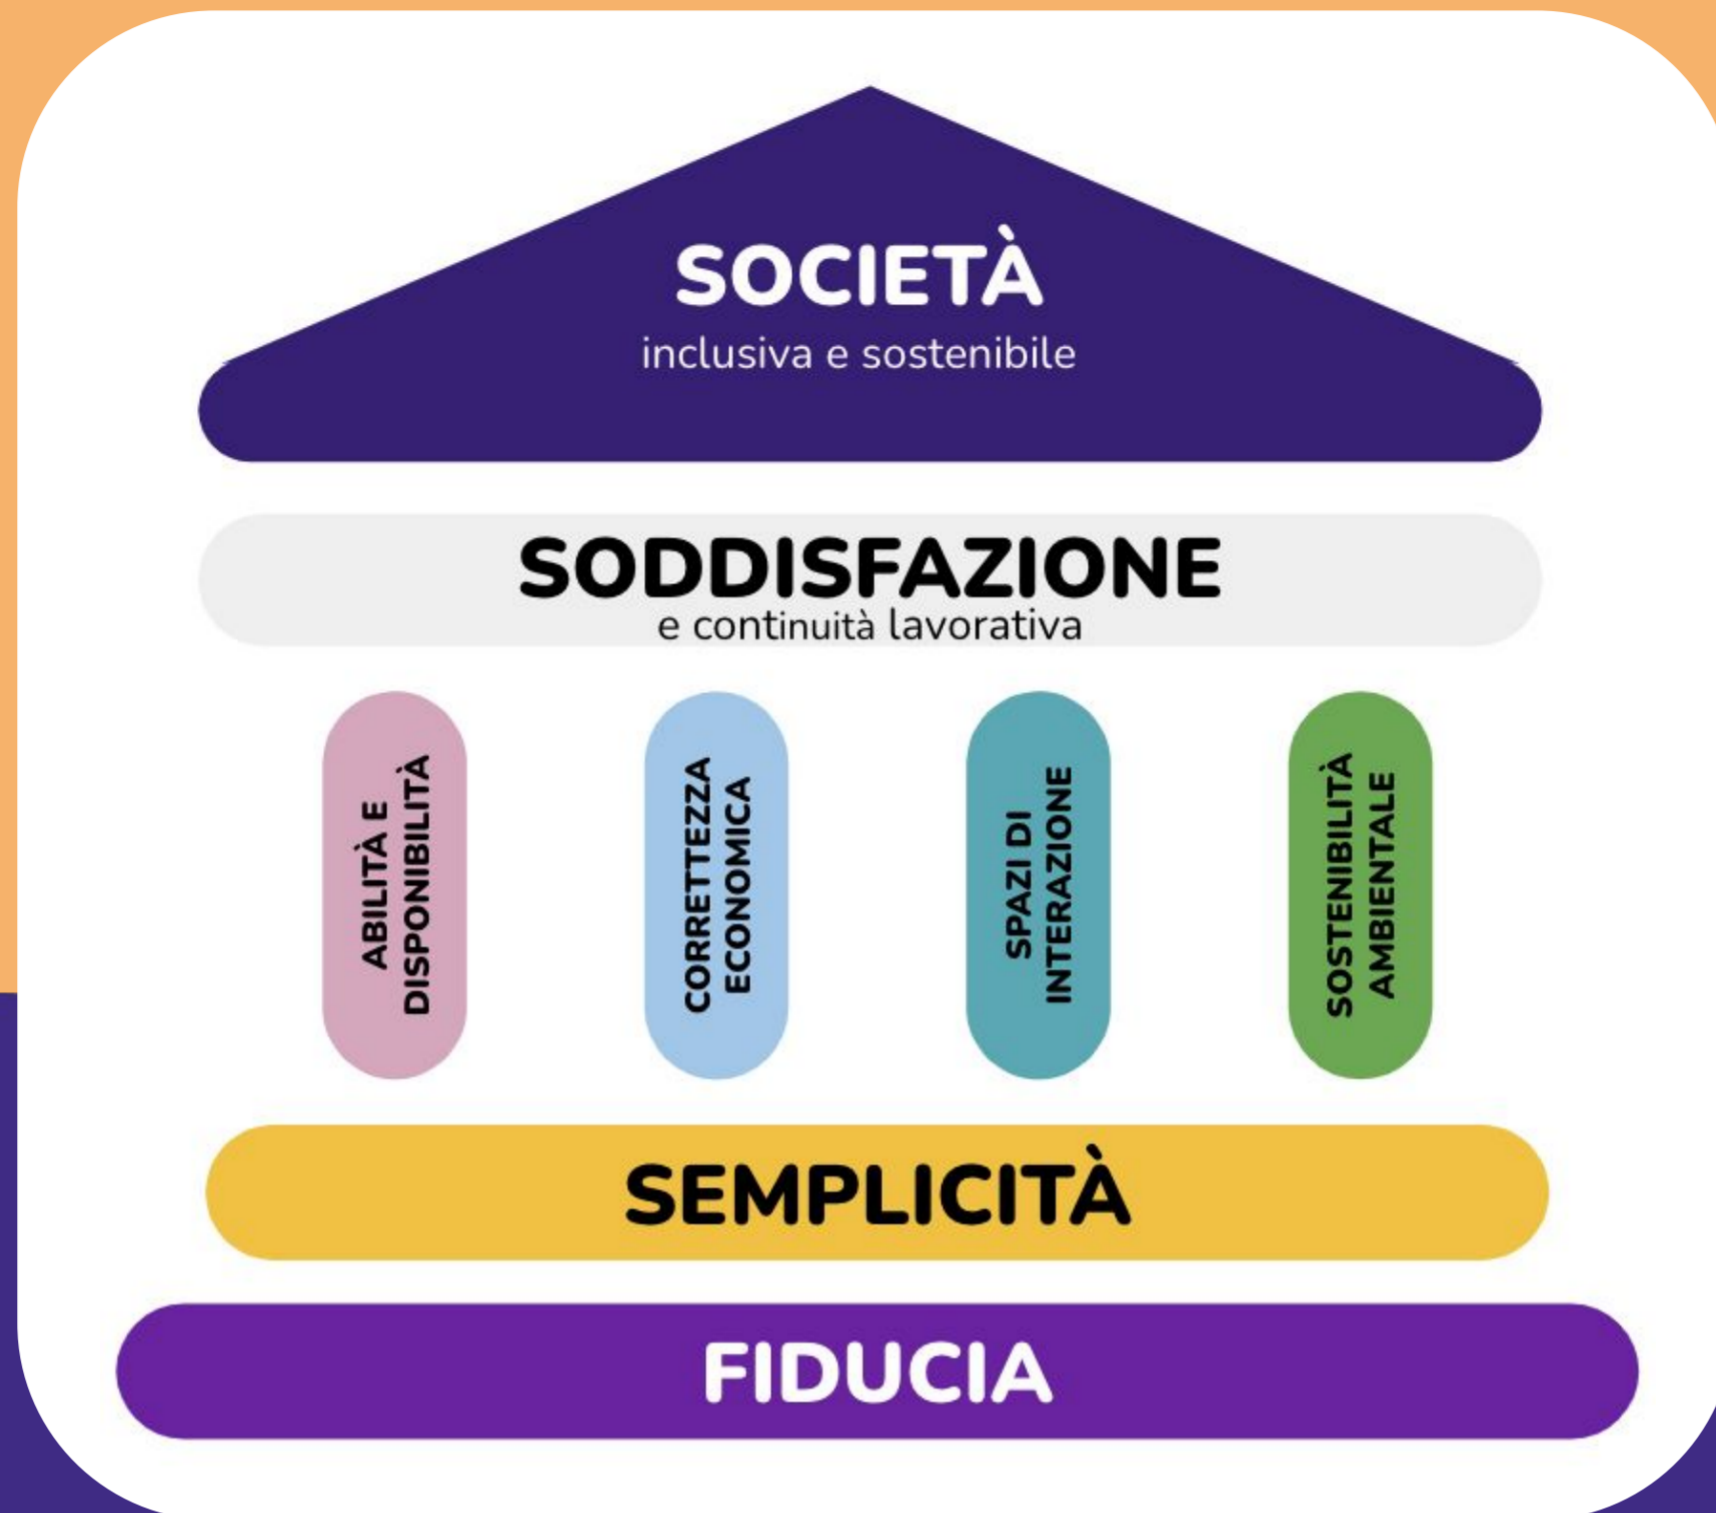 SOCIETÀ
inclusiva e sostenibile
SODDISFAZIONE
e continuità lavorativa
ABILITÀ E
DISPONIBILITÀ
CORRETTEZZA
ECONOMICA
SPAZI DI
INTERAZIONE
SOSTENIBILITÀ
AMBIENTALE
SEMPLICITÀ
FIDUCIA